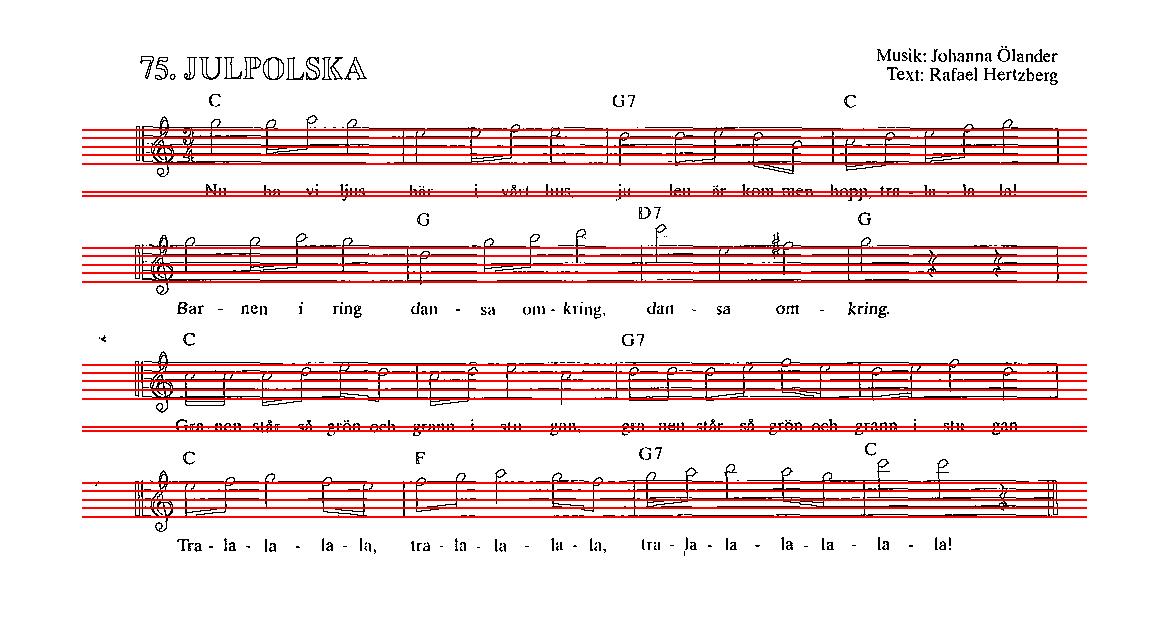 75. JULPOLSKA
Musik: Johanna Ölander
Text: Rafael Hertzberg
C G7 C
Nu ha vi ljus här i vårt hus, ju len är kom men hopp, tra - la - la la!
G D7 G
Bar - nen i ring dan - sa om - kring, dan - sa om - kring.
C G7
Gra nen står så grön och grann i stu gan, gra nen står så grön och grann i stu gan
C F G7 C
Tra - la - la - la - la, tra - la - la - la - la, tra - la - la - la - la - la - la!